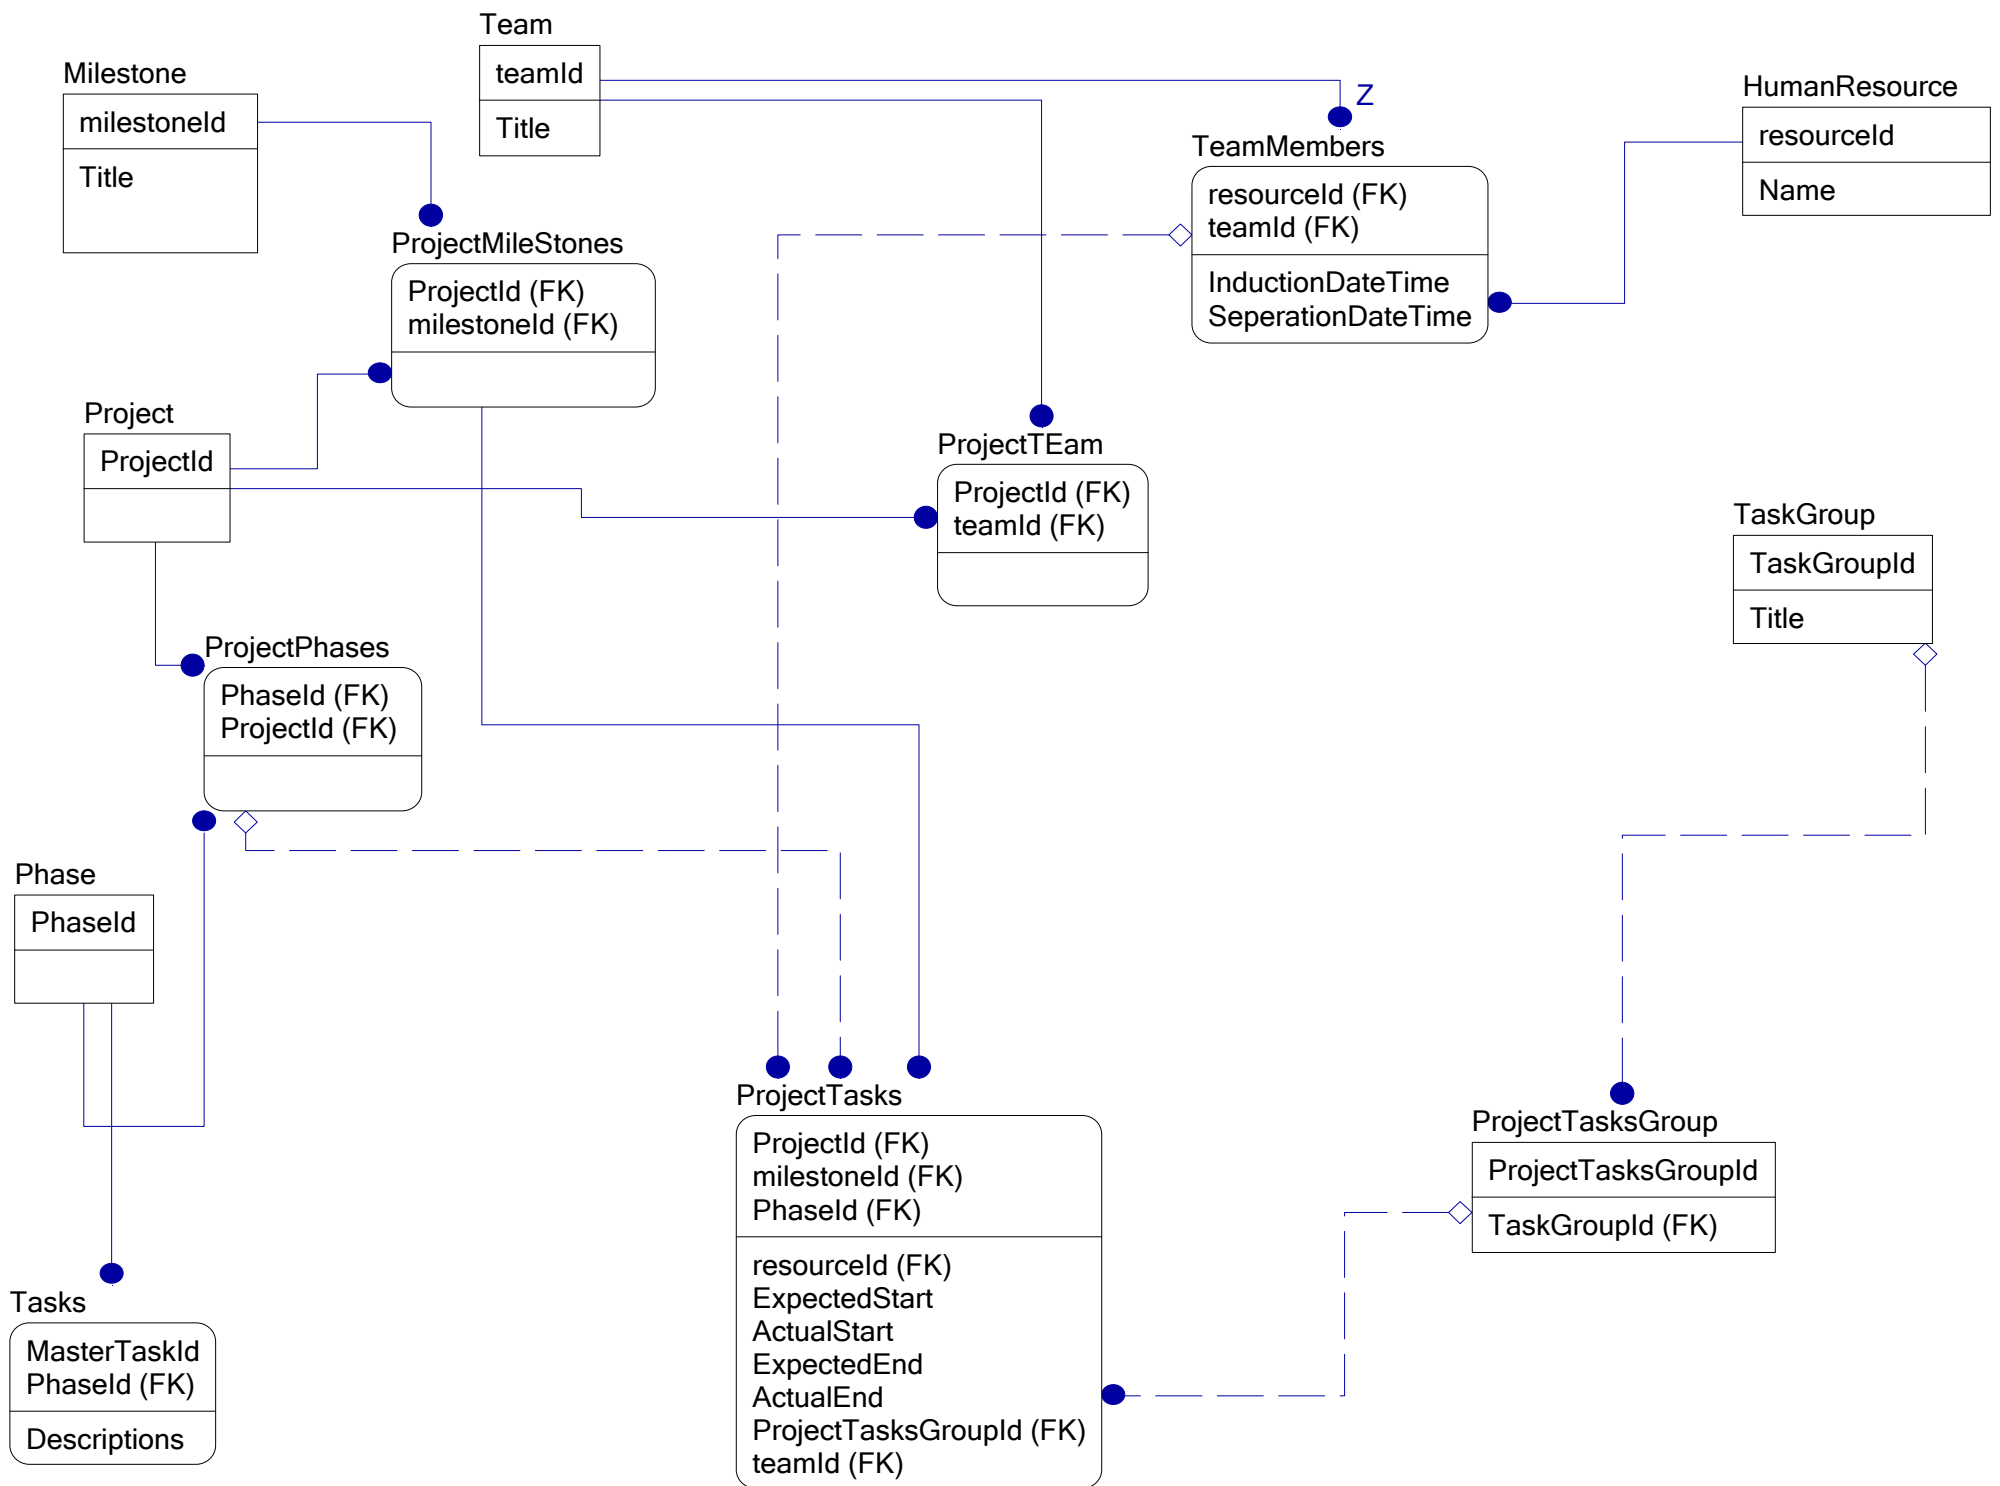 Team
teamId
Title
Milestone
milestoneId
Title
HumanResource
resourceId
Name
Z
TeamMembers
resourceId (FK)
teamId (FK)
InductionDateTime
SeperationDateTime
ProjectMileStones
ProjectId (FK)
milestoneId (FK)
Project
ProjectId
ProjectTEam
ProjectId (FK)
teamId (FK)
TaskGroup
TaskGroupId
Title
ProjectPhases
PhaseId (FK)
ProjectId (FK)
Phase
PhaseId
ProjectTasks
ProjectId (FK)
milestoneId (FK)
PhaseId (FK)
resourceId (FK)
ExpectedStart
ActualStart
ExpectedEnd
ActualEnd
ProjectTasksGroupId (FK)
teamId (FK)
ProjectTasksGroup
ProjectTasksGroupId
TaskGroupId (FK)
Tasks
MasterTaskId
PhaseId (FK)
Descriptions